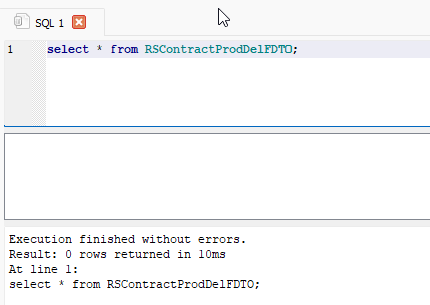 SQL 1
1 select * from RSContractProdDelFDTO;
Execution finished without errors.
Result: 0 rows returned in 10ms
At line 1:
select * from RSContractProdDelFDTO;